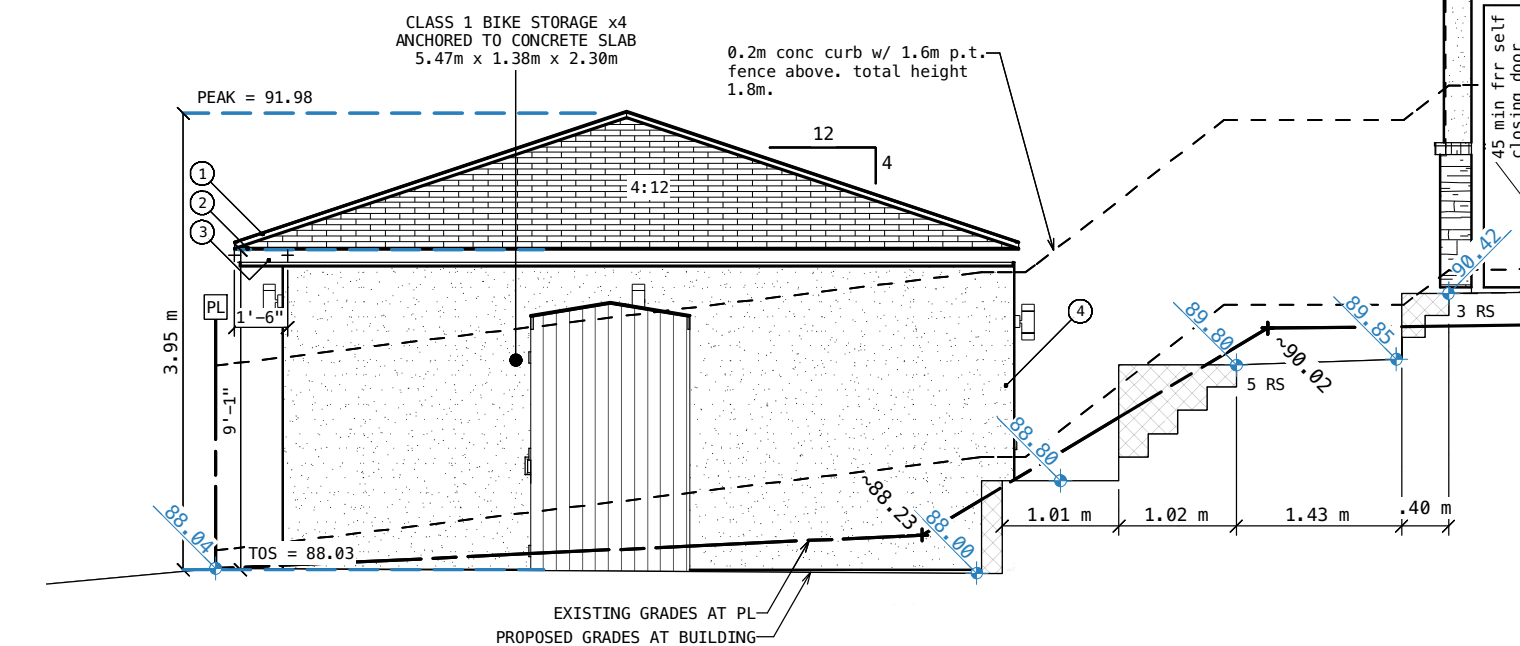 CLASS 1 BIKE STORAGE x4
ANCHORED TO CONCRETE SLAB
5.47m x 1.38m x 2.30m
0.2m conc curb w/ 1.6m p.t.
fence above. total height
1.8m.
45 min frr self
closing door
PEAK = 91.98
12
4
4:12
1
2
3
PL
1'-6"
3.95 m
9'-1"
4
90.42
89.80
89.85
3 RS
~90.02
5 RS
88.80
~88.23
88.00
88.04
TOS = 88.03
1.01 m
1.02 m
1.43 m
.40 m
EXISTING GRADES AT PL
PROPOSED GRADES AT BUILDING